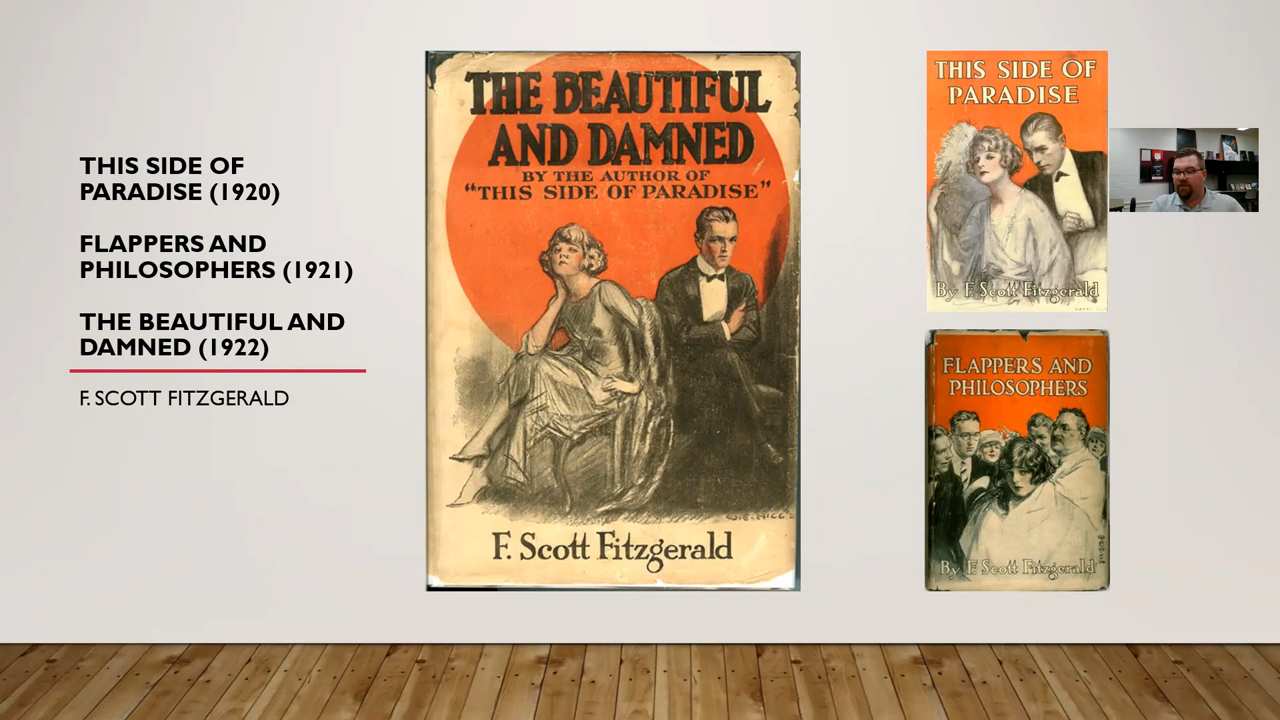 THIS SIDE OF
PARADISE (1920)
FLAPPERS AND
PHILOSOPHERS (1921)
THE BEAUTIFUL AND
DAMNED (1922)
F. SCOTT FITZGERALD
THE BEAUTIFUL
AND DAMNED
BY THE AUTHOR OF
“THIS SIDE OF PARADISE”
F. Scott Fitzgerald
THIS SIDE OF
PARADISE
By F. Scott Fitzgerald
FLAPPERS AND
PHILOSOPHERS
By F. Scott Fitzgerald